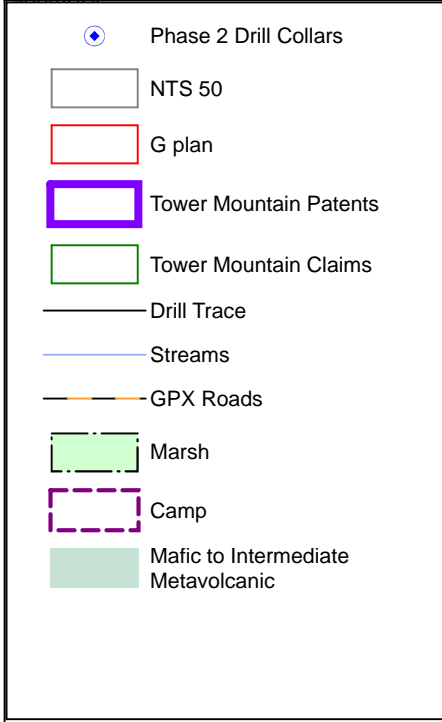 Phase 2 Drill Collars
NTS 50
G plan
Tower Mountain Patents
Tower Mountain Claims
Drill Trace
Streams
GPX Roads
Marsh
Camp
Mafic to Intermediate
Metavolcanic